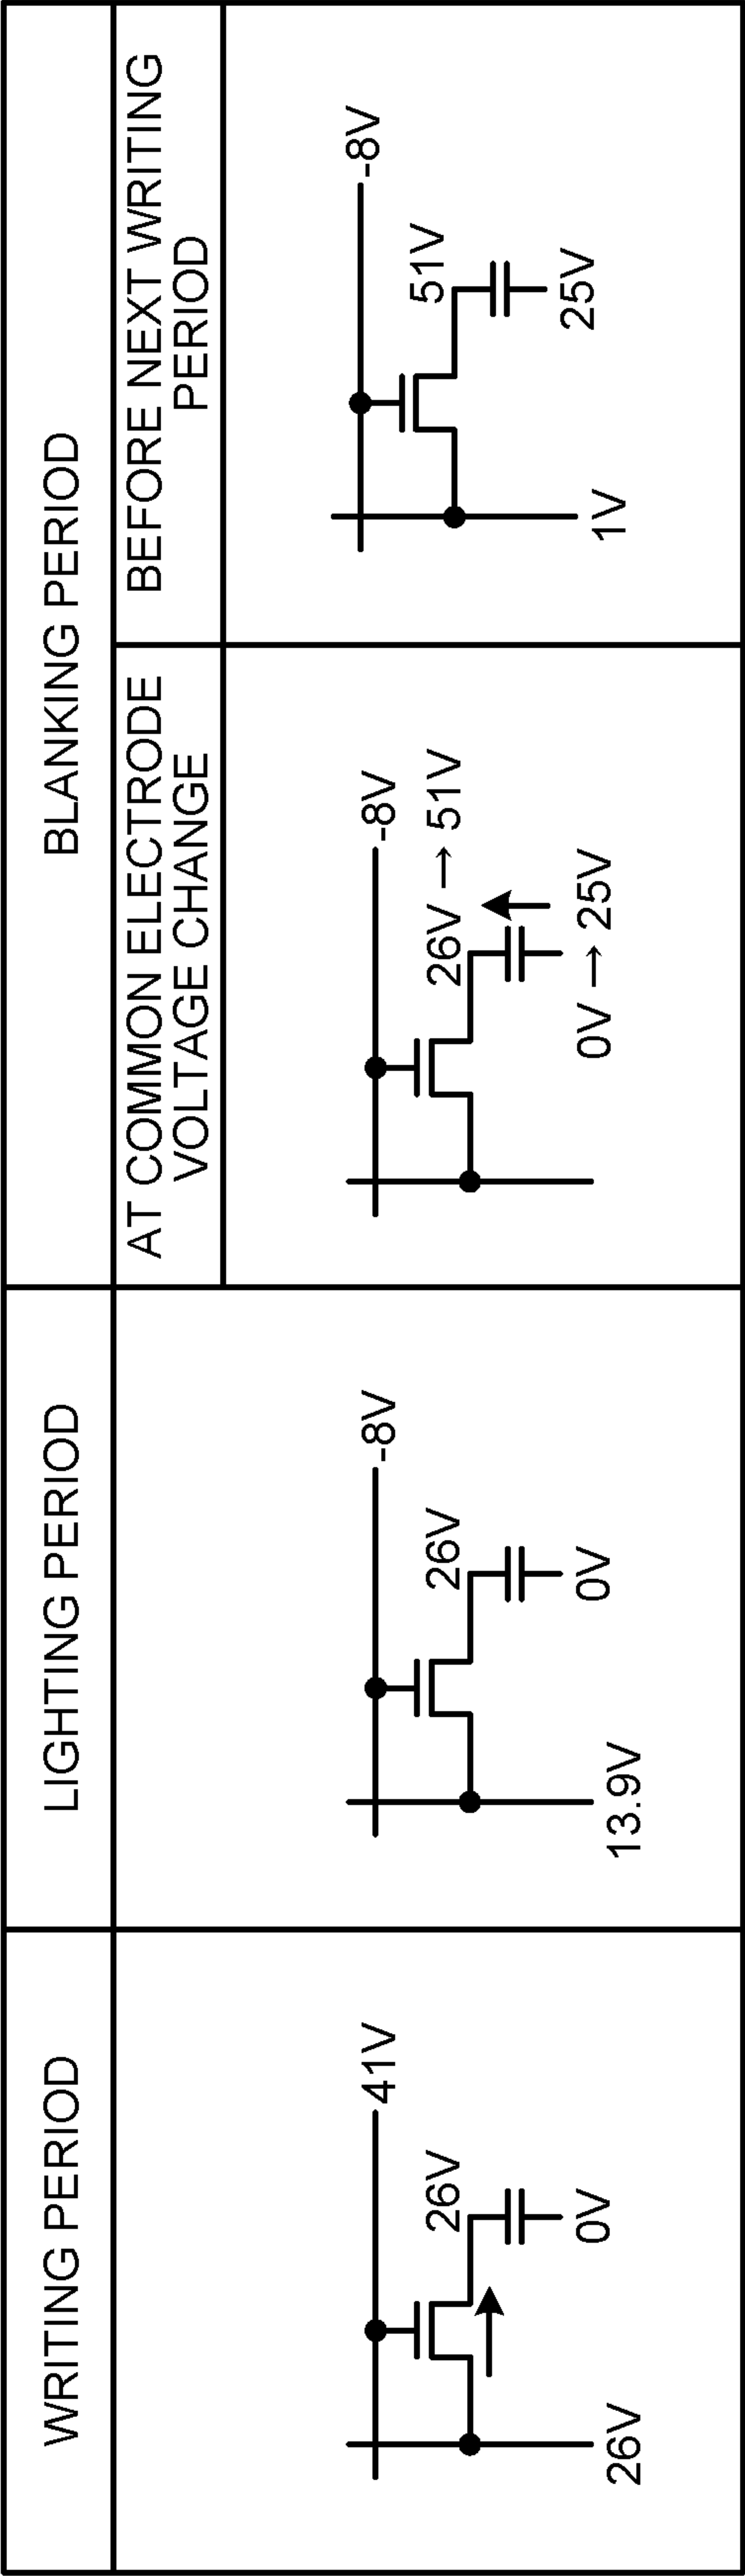 WRITING PERIOD
LIGHTING PERIOD
BLANKING PERIOD
AT COMMON ELECTRODE
VOLTAGE CHANGE
BEFORE NEXT WRITING
PERIOD
41V
26V
0V
26V
-8V
26V
0V
13.9V
-8V
26V → 51V
0V → 25V
-8V
51V
25V
1V